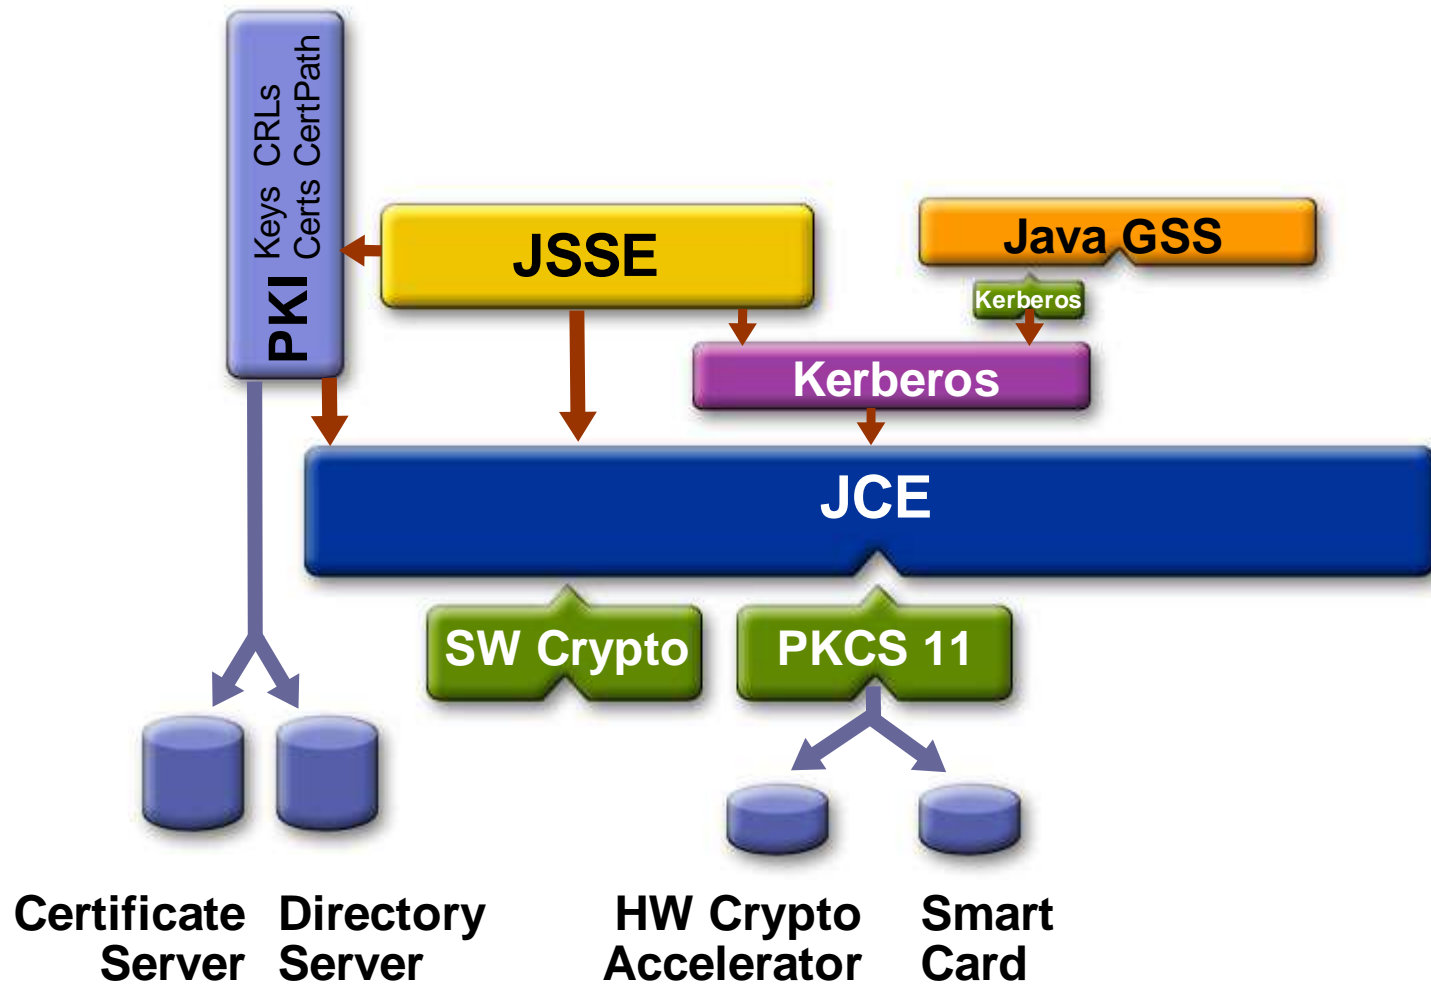 PKI
Keys CRLs
Certs CertPath
JSSE
Java GSS
Kerberos
Kerberos
JCE
SW Crypto
PKCS 11
Certificate
Server
Directory
Server
HW Crypto
Accelerator
Smart
Card